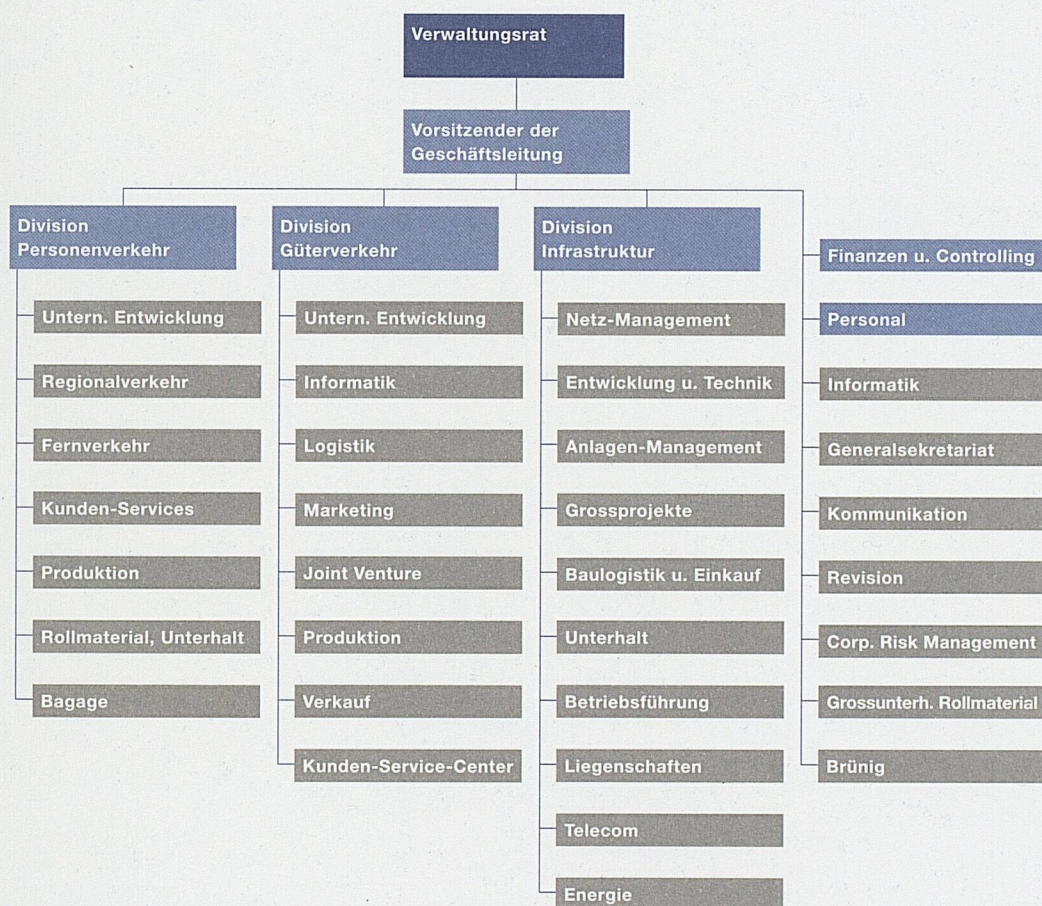 Verwaltungsrat
Vorsitzender der
Geschäftsleitung
Division
Personenverkehr
Untern. Entwicklung
Regionalverkehr
Fernverkehr
Kunden-Services
Produktion
Rollmaterial, Unterhalt
Bagage
Division
Güterverkehr
Untern. Entwicklung
Informatik
Logistik
Marketing
Joint Venture
Produktion
Verkauf
Kunden-Service-Center
Division
Infrastruktur
Netz-Management
Entwicklung u. Technik
Anlagen-Management
Grossprojekte
Baulogistik u. Einkauf
Unterhalt
Betriebsführung
Liegenschaften
Telecom
Energie
Finanzen u. Controlling
Personal
Informatik
Generalsekretariat
Kommunikation
Revision
Corp. Risk Management
Grossunterh. Rollmaterial
Brünig